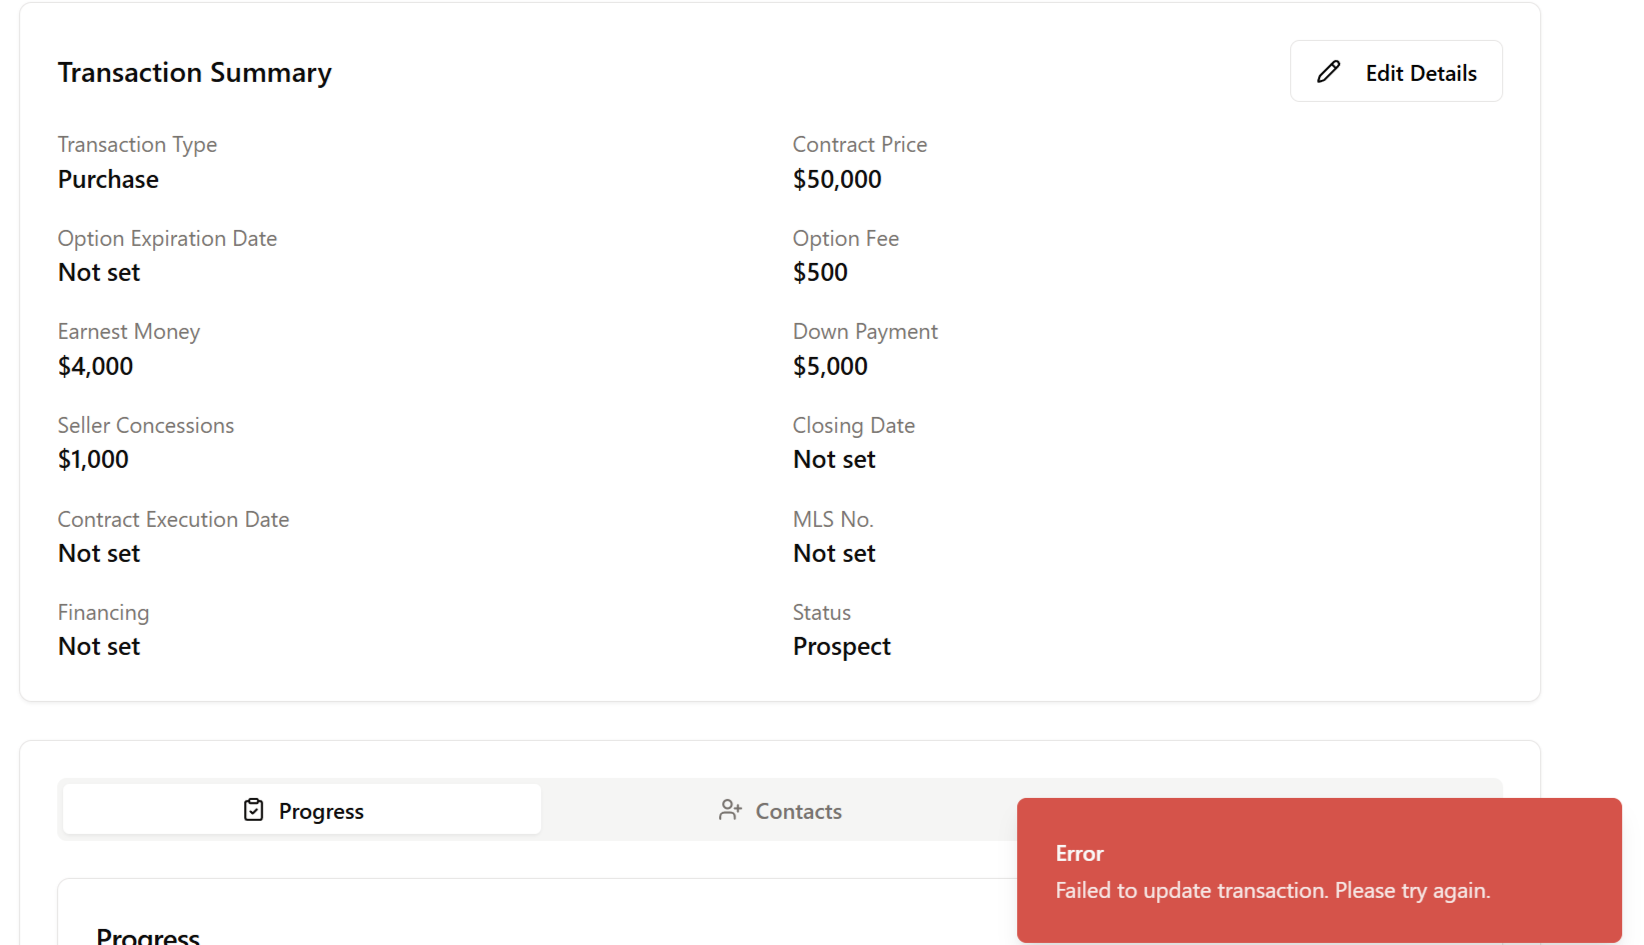 Transaction Summary
Edit Details
Transaction Type
Purchase
Contract Price
$50,000
Option Expiration Date
Not set
Option Fee
$500
Earnest Money
$4,000
Down Payment
$5,000
Seller Concessions
$1,000
Closing Date
Not set
Contract Execution Date
Not set
MLS No.
Not set
Financing
Not set
Status
Prospect
Progress
Contacts
Error
Failed to update transaction. Please try again.
Progress